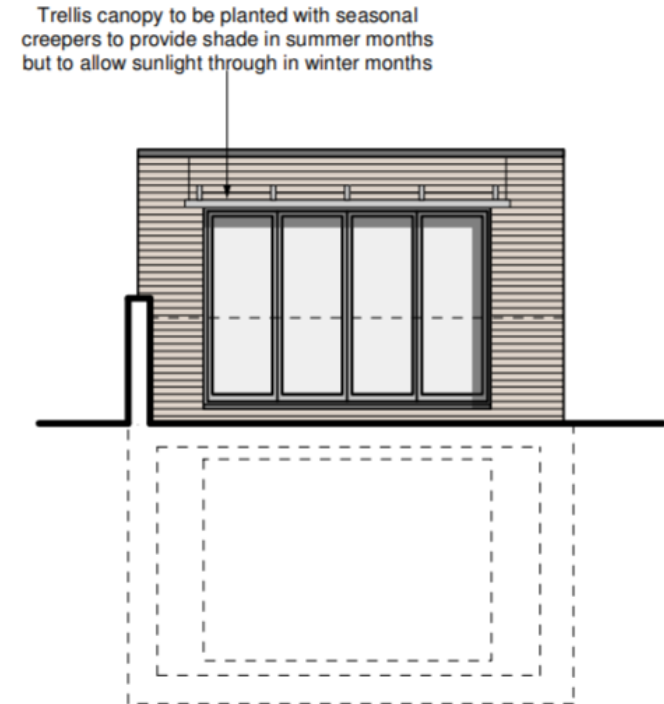 Trellis canopy to be planted with seasonal
creepers to provide shade in summer months
but to allow sunlight through in winter months